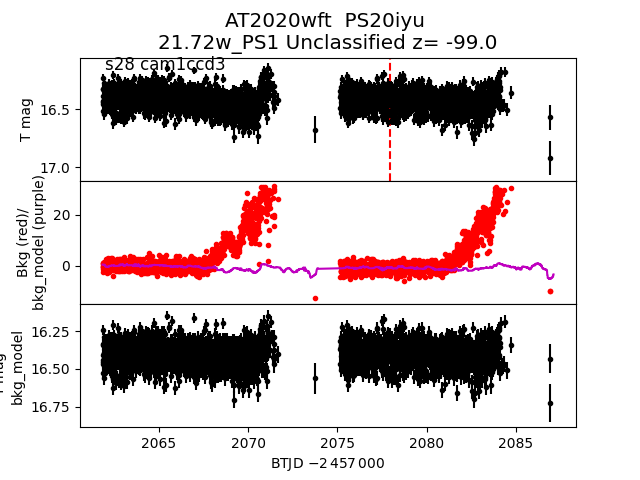 AT2020wft  PS20iyu
21.72w_PS1 Unclassified z= -99.0
s28 cam1ccd3
T mag
16.5
17.0
Bkg (red)/
bkg_model (purple)
20
0
bkg_model
16.25
16.50
16.75
2065
2070
2075
2080
2085
BTJD −2 457 000